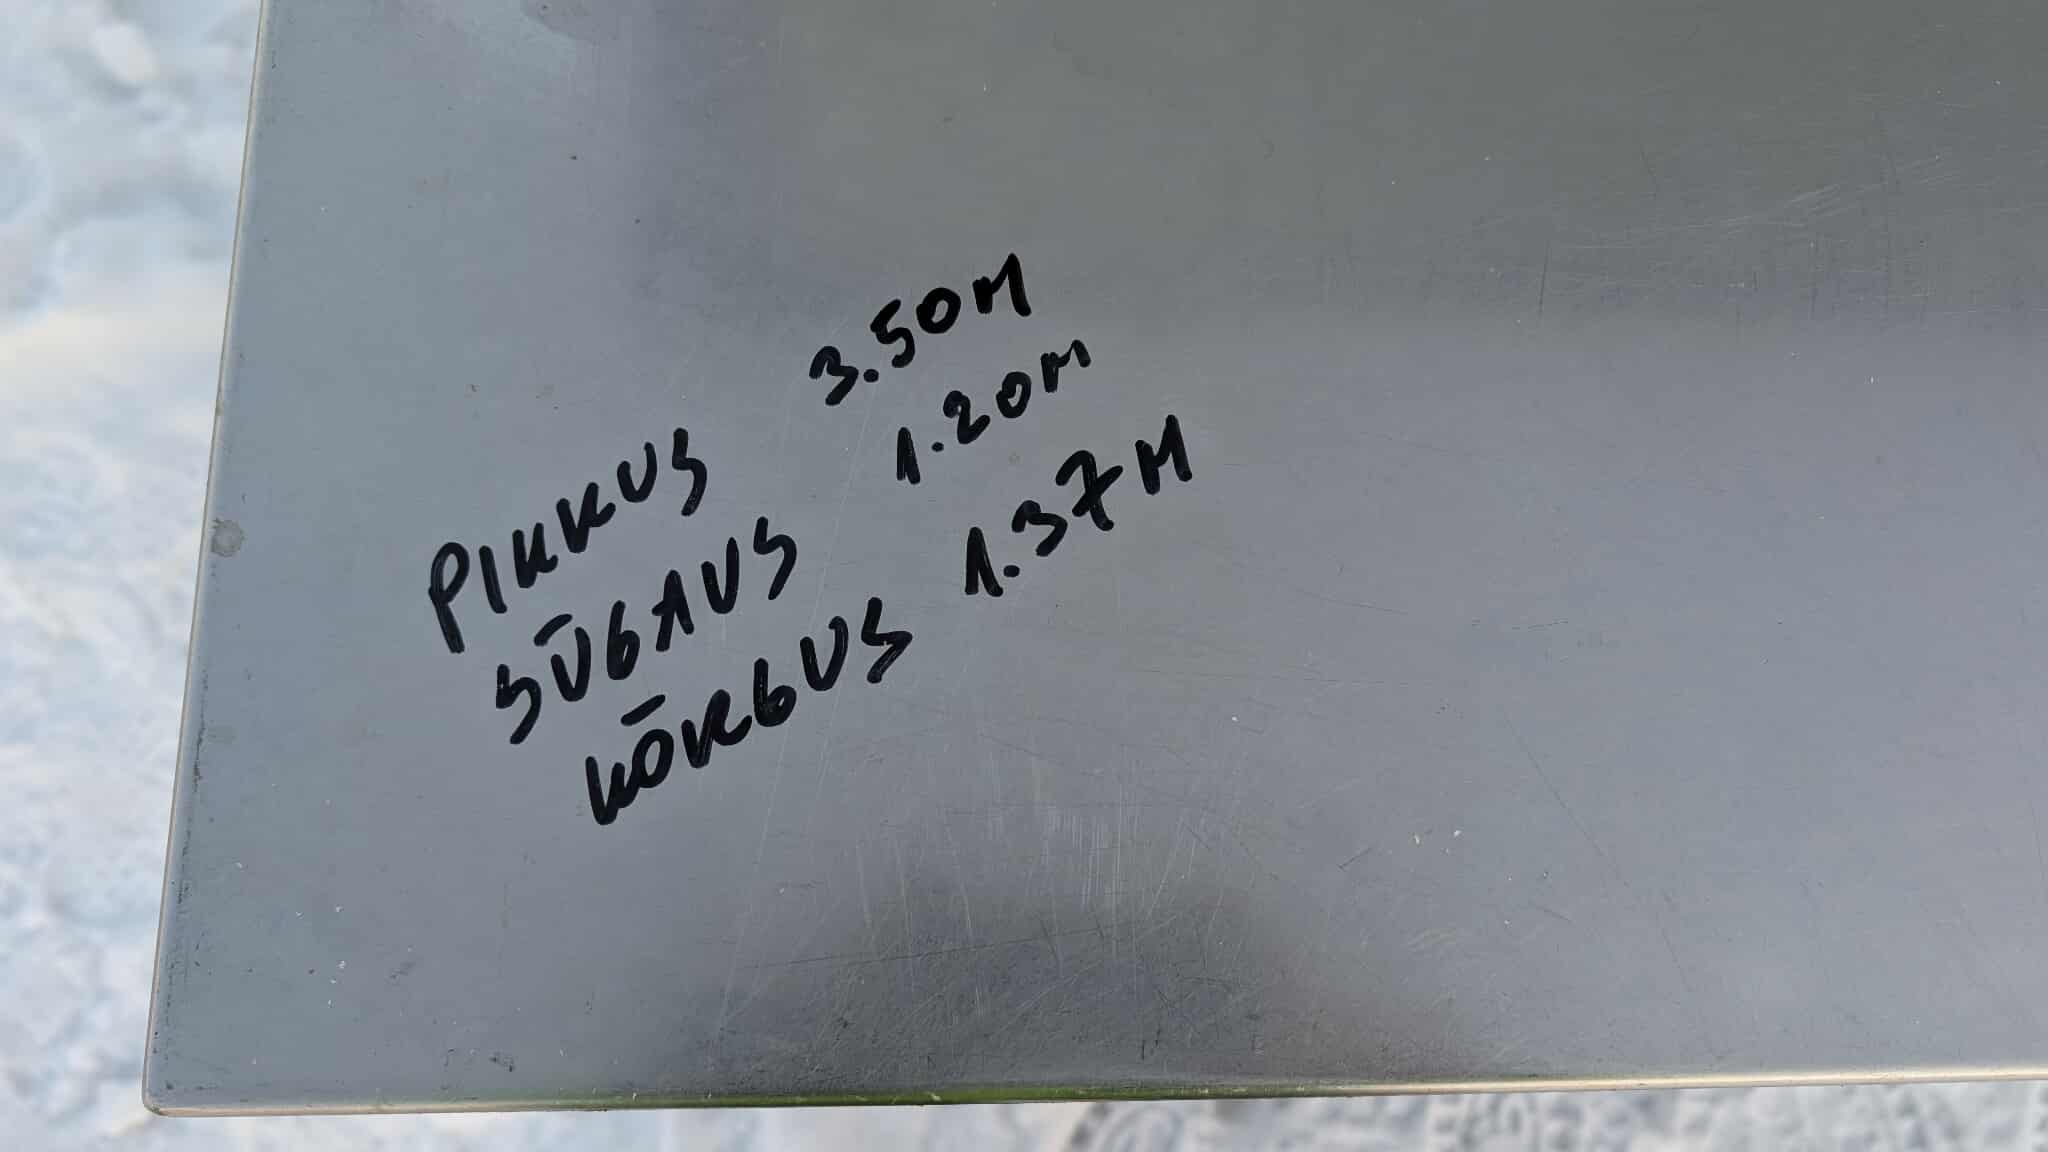 PIKKUS 3.50M
SÜGAVUS 1.20M
KÕRGUS 1.37M